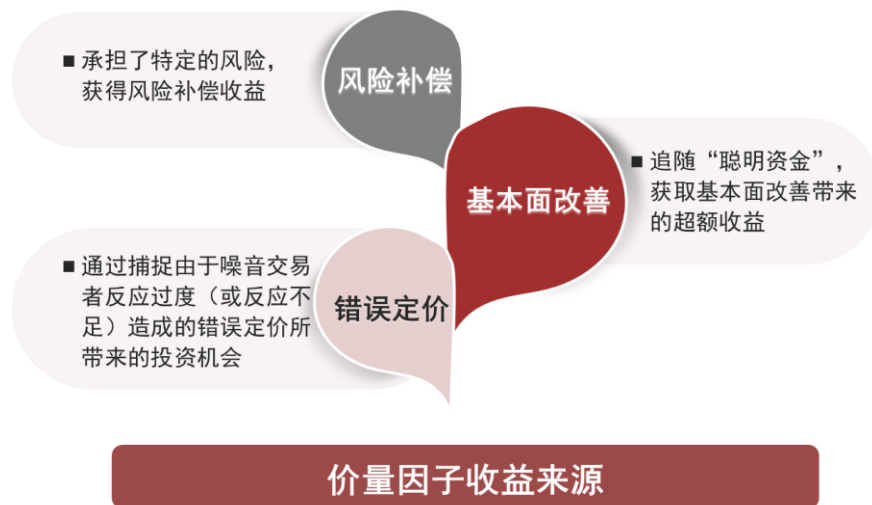 ■ 承担了特定的风险，
获得风险补偿收益
风险补偿
基本面改善
■ 追随“聪明资金”，
获取基本面改善带来
的超额收益
■ 通过捕捉由于噪音交易
者反应过度（或反应不
足）造成的错误定价所
带来的投资机会
错误定价
价量因子收益来源